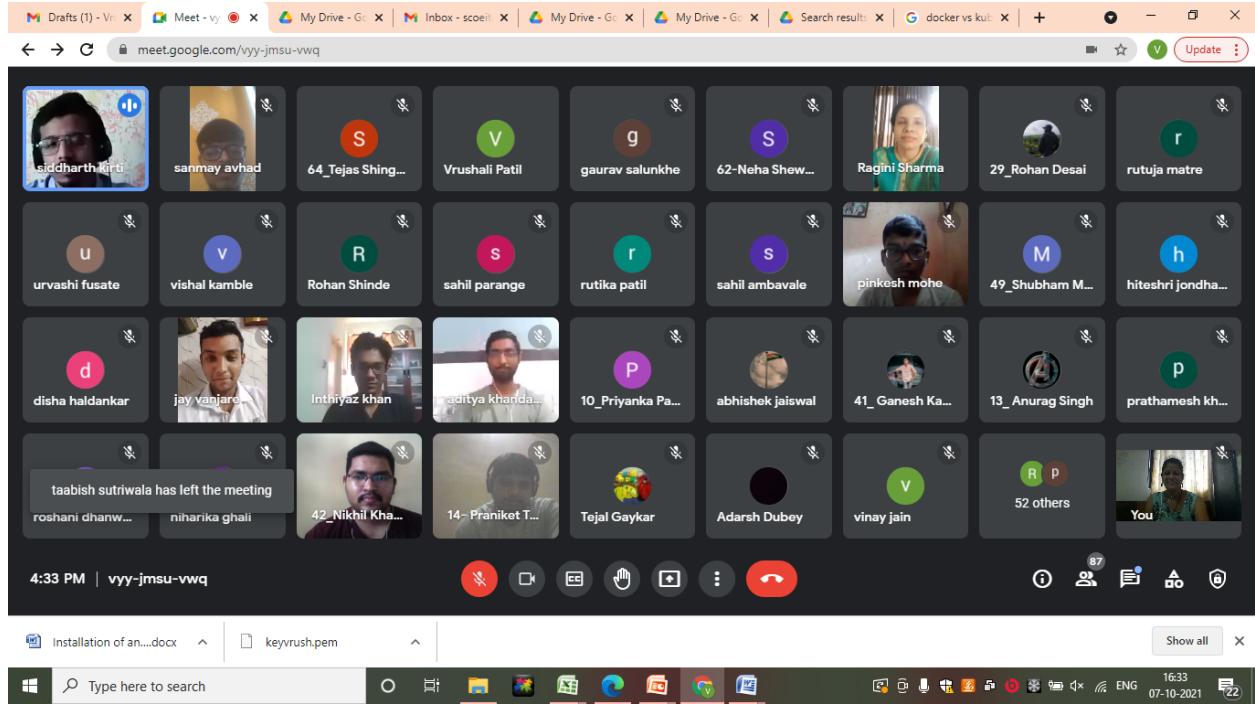 Drafts (1) - Vr
Meet - vy
My Drive - Go
Inbox - scoeit
My Drive - Go
My Drive - Go
Search results
docker vs kub
meet.google.com/vyy-jmsu-vwq
V
Update
siddharth kirti
sanmay avhad
S
64_Tejas Shing...
V
Vrushali Patil
g
gaurav salunkhe
S
62-Neha Shew...
Ragini Sharma
29_Rohan Desai
r
rutuja matre
u
urvashi fusate
v
vishal kamble
R
Rohan Shinde
s
sahil parange
r
rutika patil
s
sahil ambavale
pinkesh mohe
M
49_Shubham M...
h
hiteshri jondha...
d
disha haldankar
jay vanjare
Inthiyaz khan
aditya khanda...
P
10_Priyanka Pa...
abhishek jaiswal
41_ Ganesh Ka...
13_ Anurag Singh
p
prathamesh kh...
taabish sutriwala has left the meeting
roshani dhanw...
niharika ghali
42_Nikhil Kha...
14- Praniket T...
Tejal Gaykar
Adarsh Dubey
v
vinay jain
R P
52 others
You
4:33 PM | vyy-jmsu-vwq
CC
87
Installation of an....docx
keyvrush.pem
Show all
Type here to search
ENG
16:33
07-10-2021
22